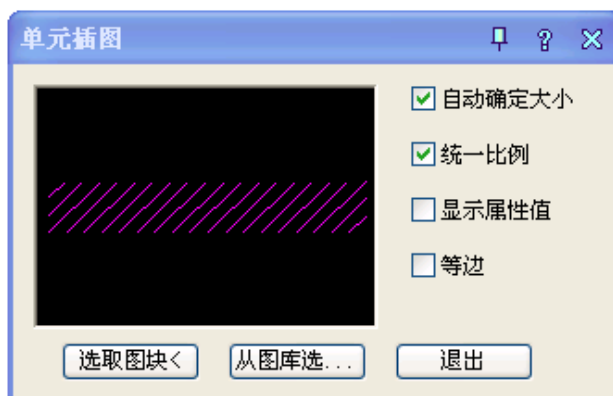 单元插图
自动确定大小
统一比例
显示属性值
等边
选取图块<
从图库选...
退出